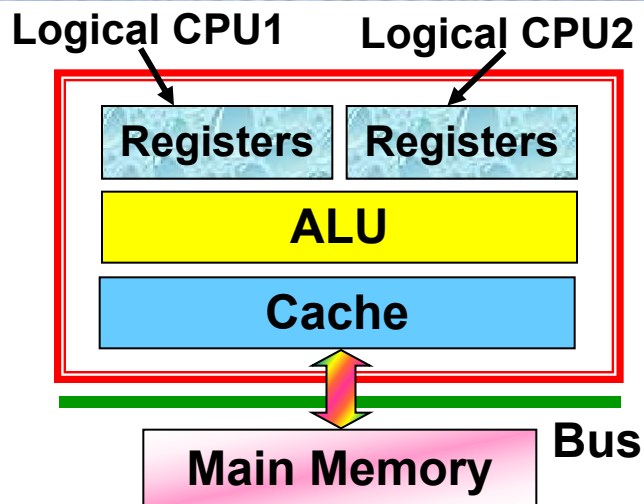 Logical CPU1 Logical CPU2
Registers Registers
ALU
Cache
Bus
Main Memory